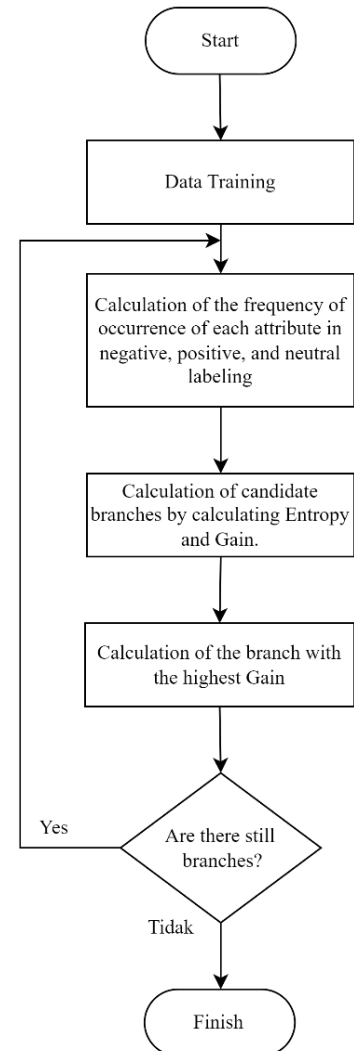 Start
Data Training
Calculation of the frequency of
occurrence of each attribute in
negative, positive, and neutral
labeling
Calculation of candidate
branches by calculating Entropy
and Gain.
Calculation of the branch with
the highest Gain
Are there still
branches?
Yes
Tidak
Finish